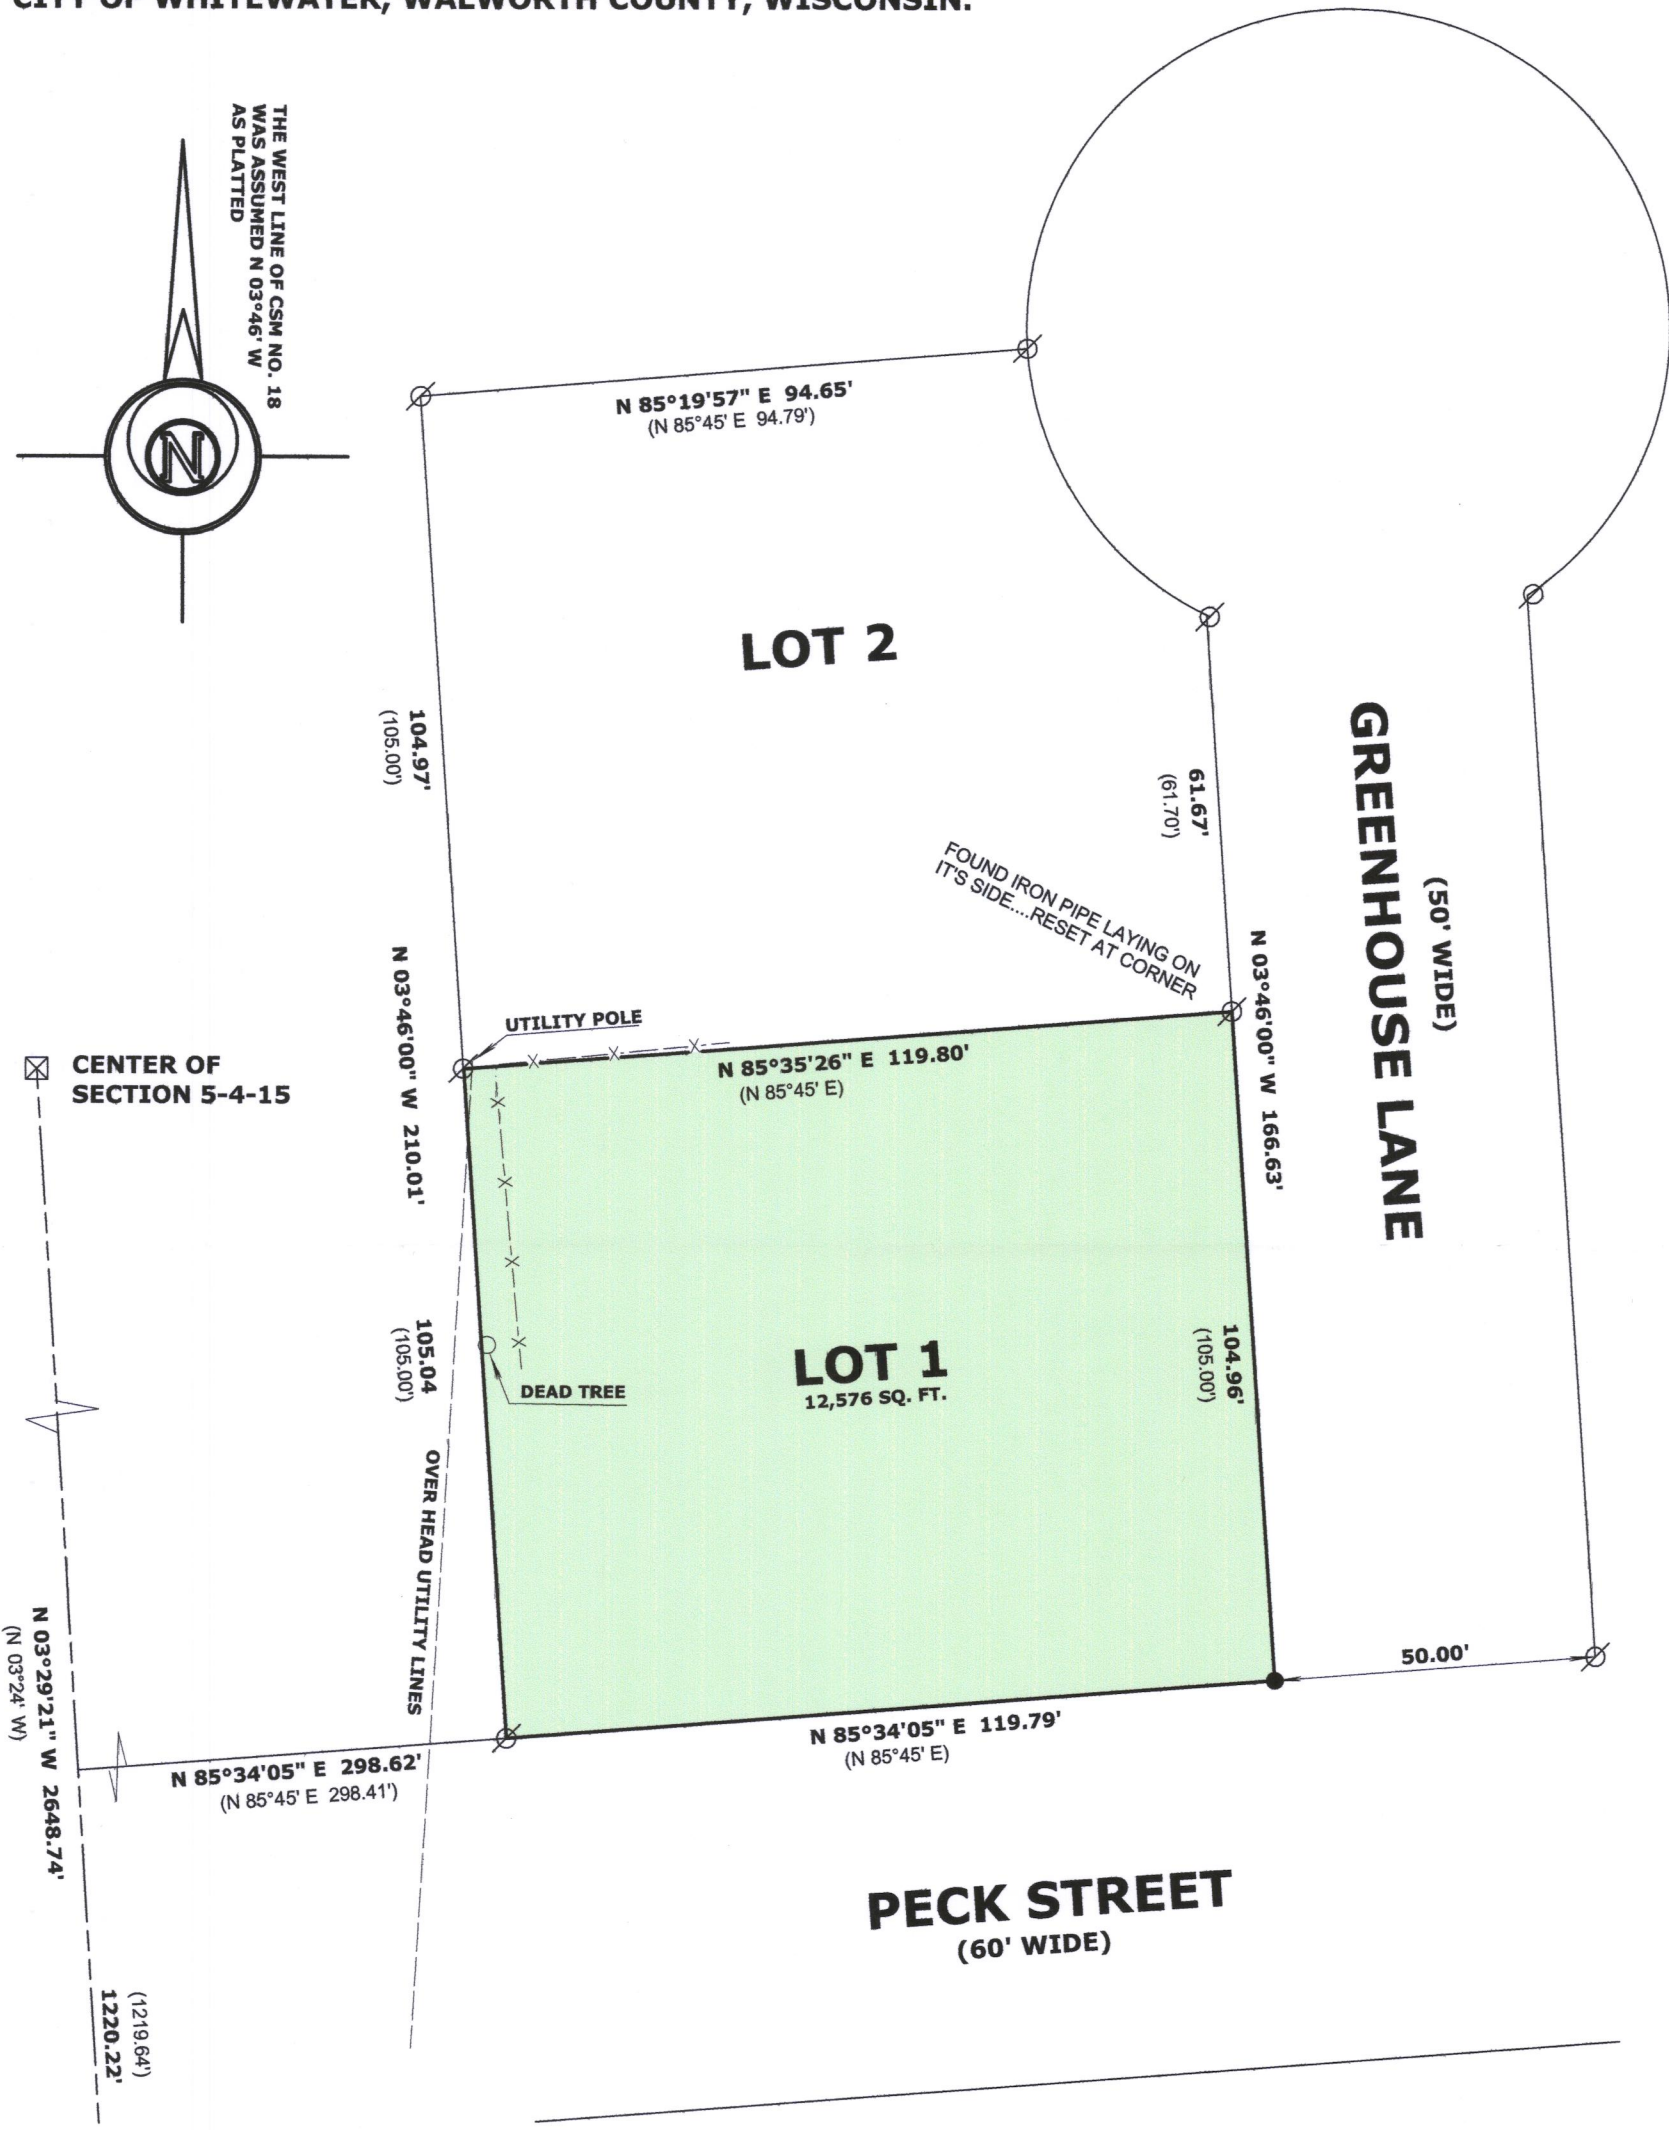 CITY OF WHITEWATER, WALWORTH COUNTY, WISCONSIN.
THE WEST LINE OF CSM NO. 18
WAS ASSUMED N 03°46' W
AS PLATTED
N
N 85°19'57" E 94.65'
(N 85°45' E 94.79')
LOT 2
104.97'
(105.00')
61.67'
(61.70')
GREENHOUSE LANE
(50' WIDE)
FOUND IRON PIPE LAYING ON
IT'S SIDE....RESET AT CORNER
N 03°46'00" W 210.01'
N 03°46'00" W 166.63'
UTILITY POLE
CENTER OF
SECTION 5-4-15
N 85°35'26" E 119.80'
(N 85°45' E)
105.04
(105.00')
LOT 1
12,576 SQ. FT.
104.96'
(105.00')
DEAD TREE
OVER HEAD UTILITY LINES
50.00'
N 85°34'05" E 119.79'
(N 85°45' E)
N 85°34'05" E 298.62'
(N 85°45' E 298.41')
N 03°29'21" W 2648.74'
(N 03°24' W)
PECK STREET
(60' WIDE)
(1219.64')
1220.22'